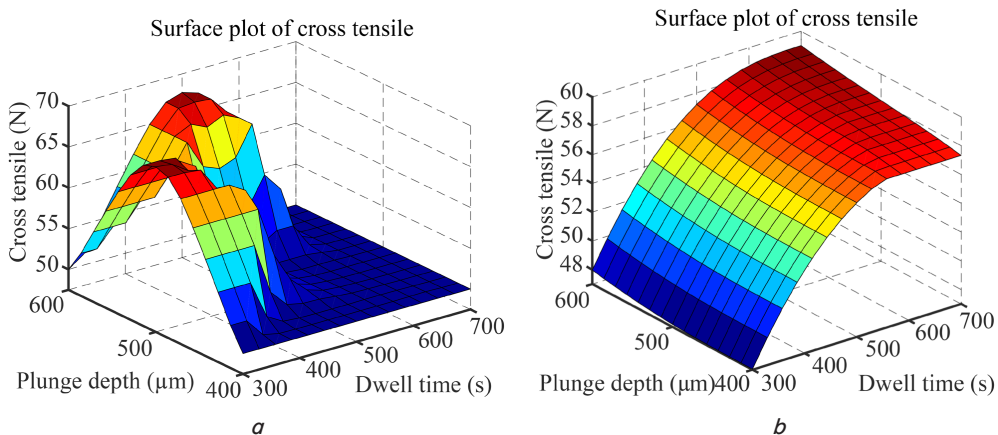 Surface plot of cross tensile
Cross tensile (N)
70
65
60
55
50
600
500
400
Plunge depth (µm)
300
400
500
600
700
Dwell time (s)
a
Surface plot of cross tensile
Cross tensile (N)
60
58
56
54
52
50
48
600
500
400
Plunge depth (µm)
300
400
500
600
700
Dwell time (s)
b